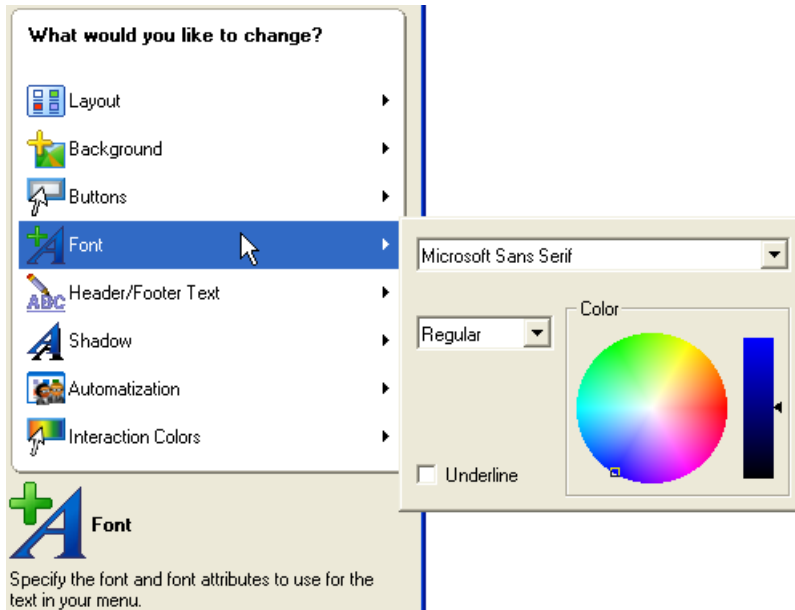 What would you like to change?
Layout
Background
Buttons
Font
Header/Footer Text
ABC
Shadow
Automatization
Interaction Colors
Microsoft Sans Serif
Regular
Color
Underline
Font
Specify the font and font attributes to use for the
text in your menu.